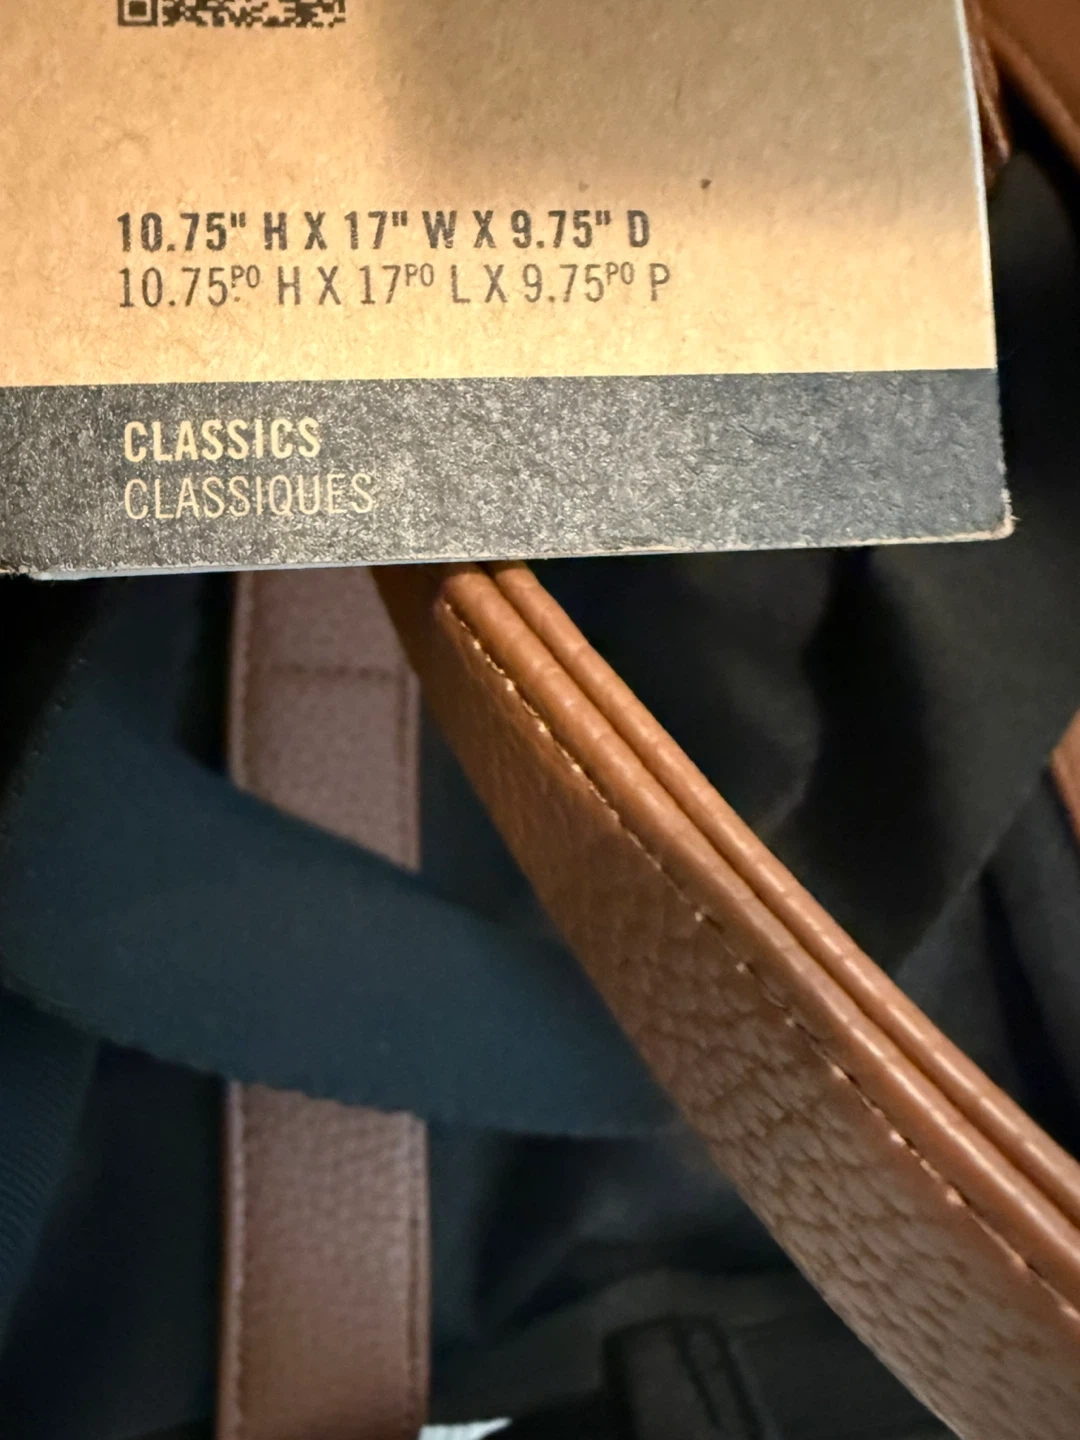 10.75" H X 17" W X 9.75" D
10.75ᴾᴼ H X 17ᴾᴼ L X 9.75ᴾᴼ P
CLASSICS
CLASSIQUES